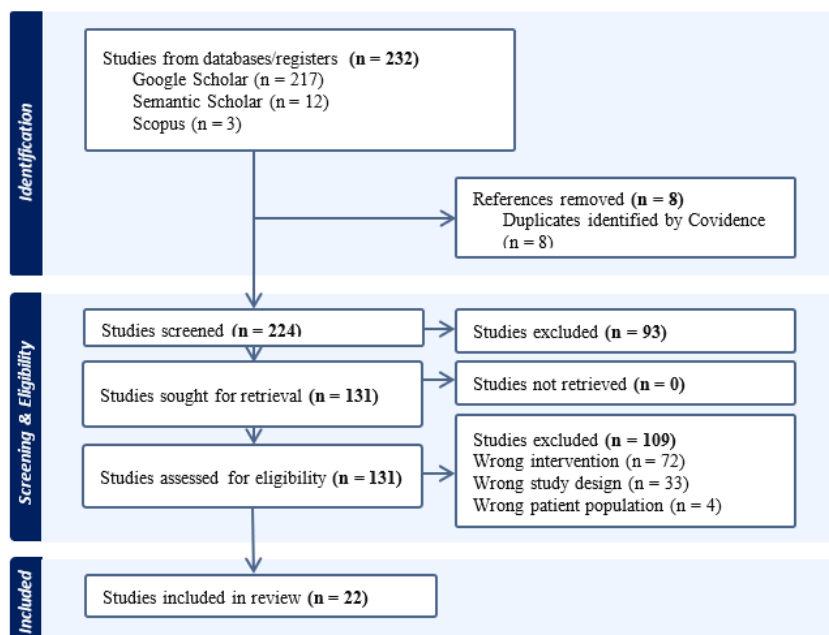 Identification
Studies from databases/registers (n = 232)
Google Scholar (n = 217)
Semantic Scholar (n = 12)
Scopus (n = 3)
References removed (n = 8)
Duplicates identified by Covidence
(n = 8)
Screening & Eligibility
Studies screened (n = 224)
Studies excluded (n = 93)
Studies sought for retrieval (n = 131)
Studies not retrieved (n = 0)
Studies assessed for eligibility (n = 131)
Studies excluded (n = 109)
Wrong intervention (n = 72)
Wrong study design (n = 33)
Wrong patient population (n = 4)
Included
Studies included in review (n = 22)